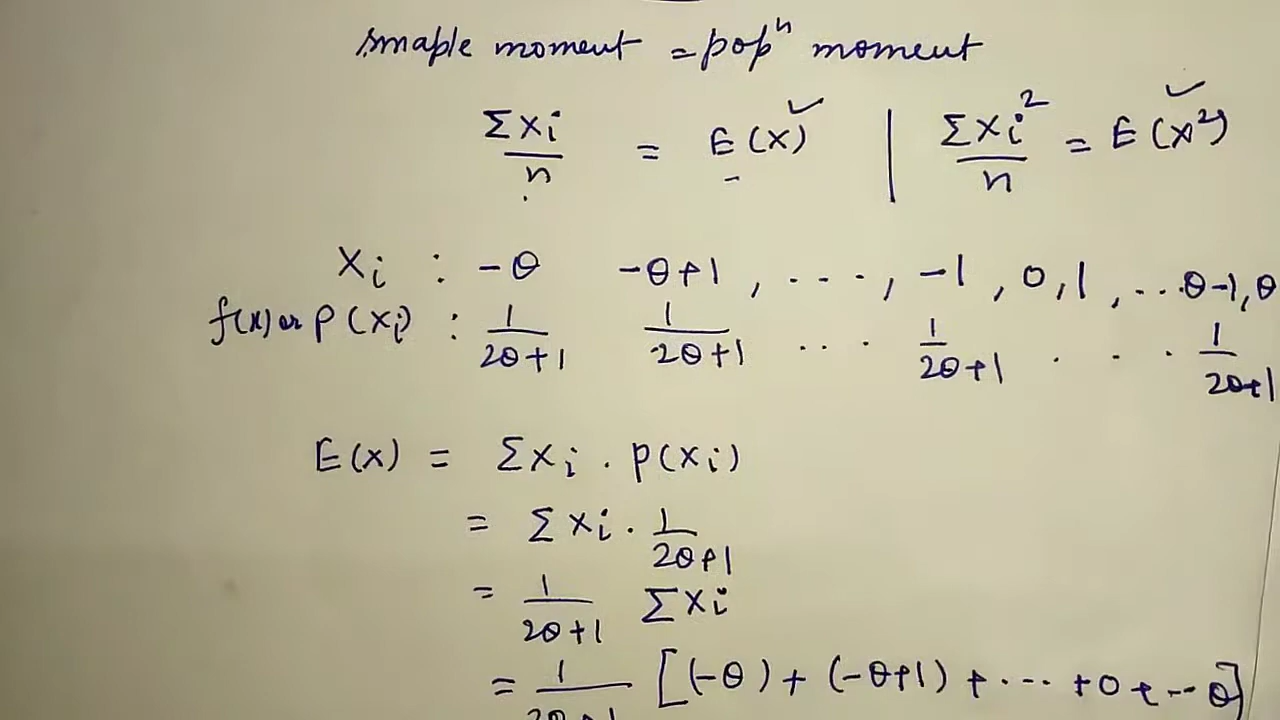 smaple moment = popⁿ moment
ΣXi/n = E(X) ✓ | ΣXi²/n = E(X²) ✓
Xi : -θ -θ+1, ..., -1, 0, 1, ...θ-1, θ
f(x) or P(Xi) : 1/2θ+1 1/2θ+1 ... 1/2θ+1 ... 1/2θ+1
E(x) = ΣXi . P(Xi)
= ΣXi . 1/2θ+1
= 1/2θ+1 ΣXi
= 1/2θ+1 [(-θ) + (-θ+1) + ... + 0 + -- θ]